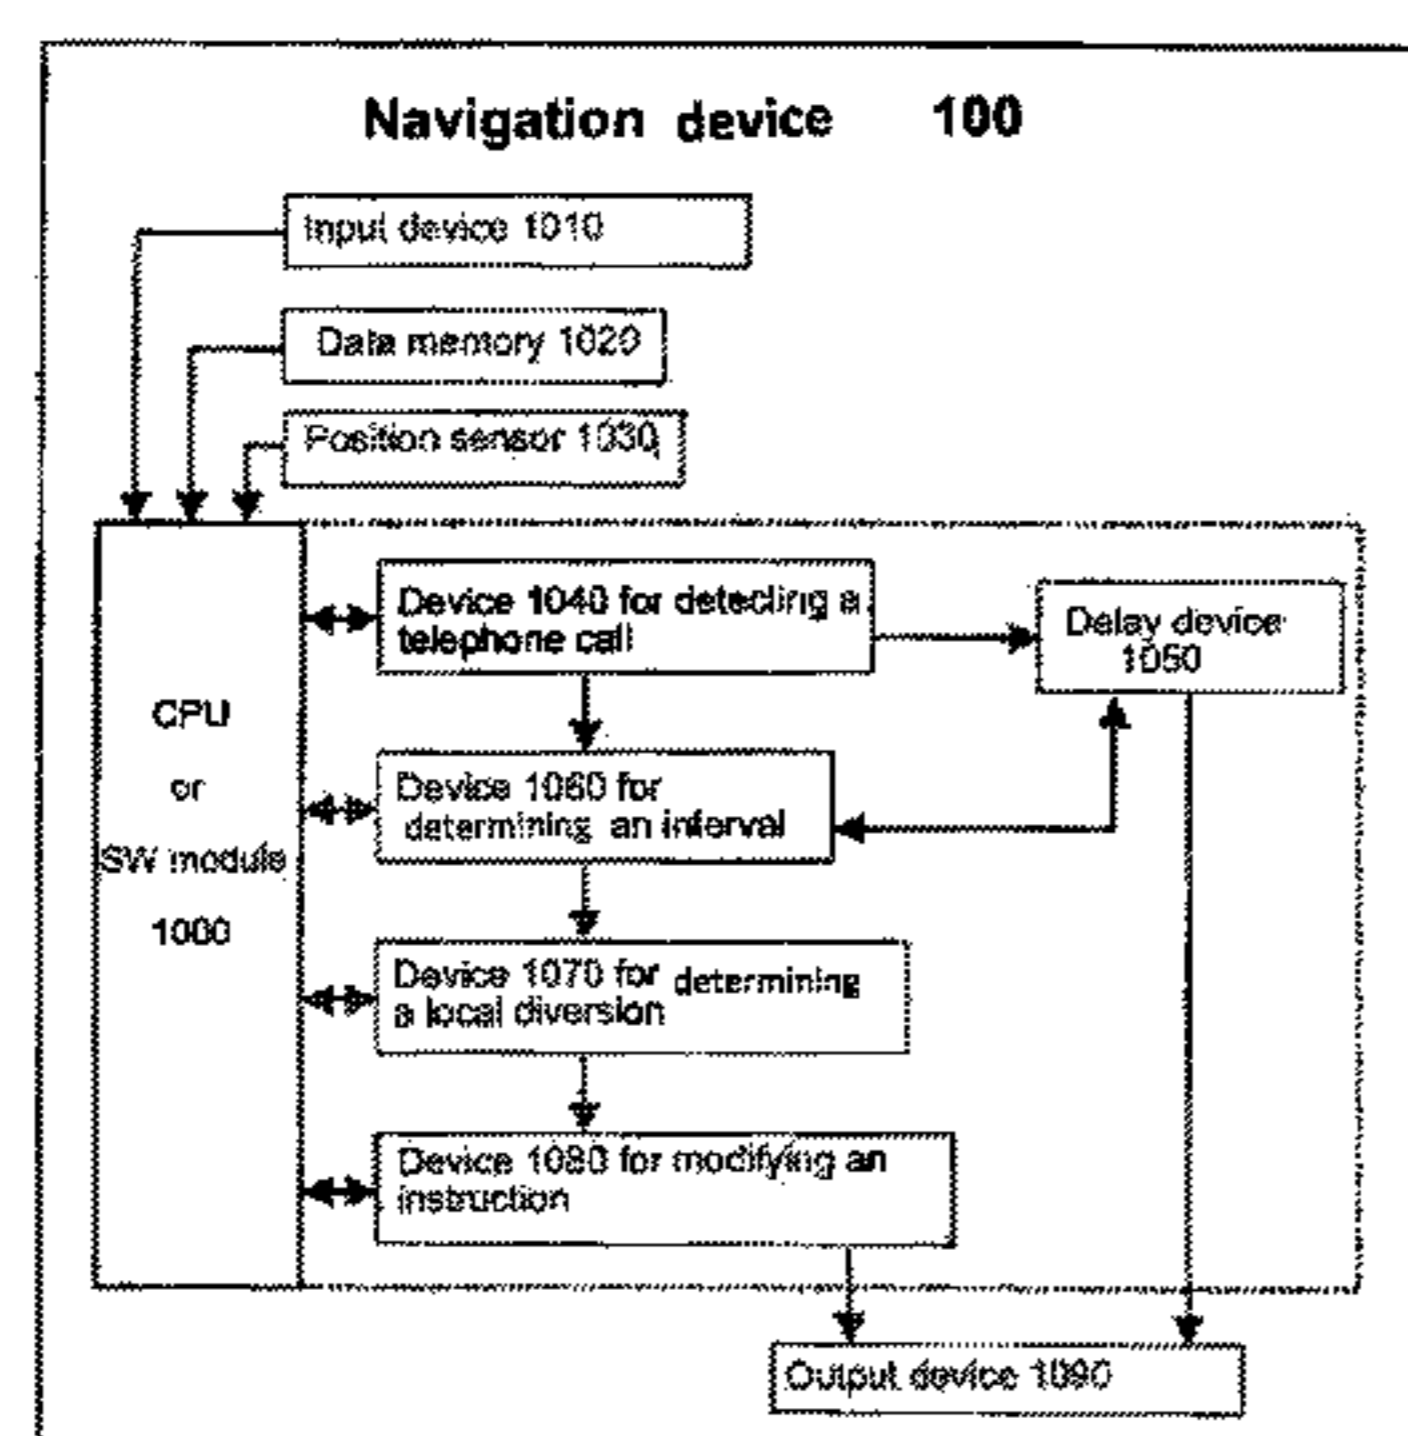 Navigation device 100
Input device 1010
Data memory 1020
Position sensor 1030
Device 1040 for detecting a
telephone call
Delay device
1050
CPU
or
SW module
1000
Device 1060 for
determining an interval
Device 1070 for determining
a local diversion
Device 1080 for modifying an
instruction
Output device 1090